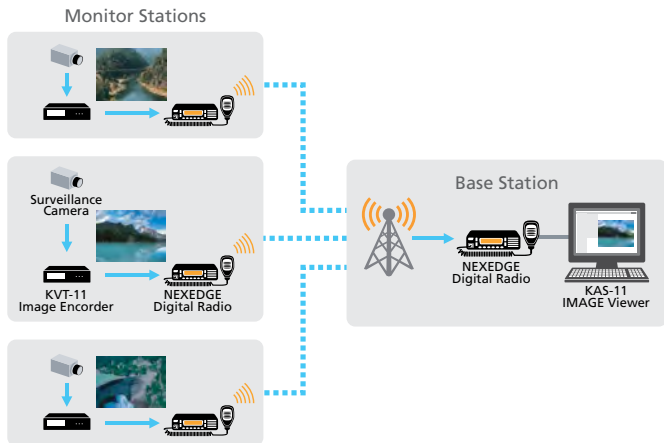 Monitor Stations
Surveillance
Camera
KVT-11
Image Encorder
NEXEDGE
Digital Radio
Base Station
NEXEDGE
Digital Radio
KAS-11
IMAGE Viewer